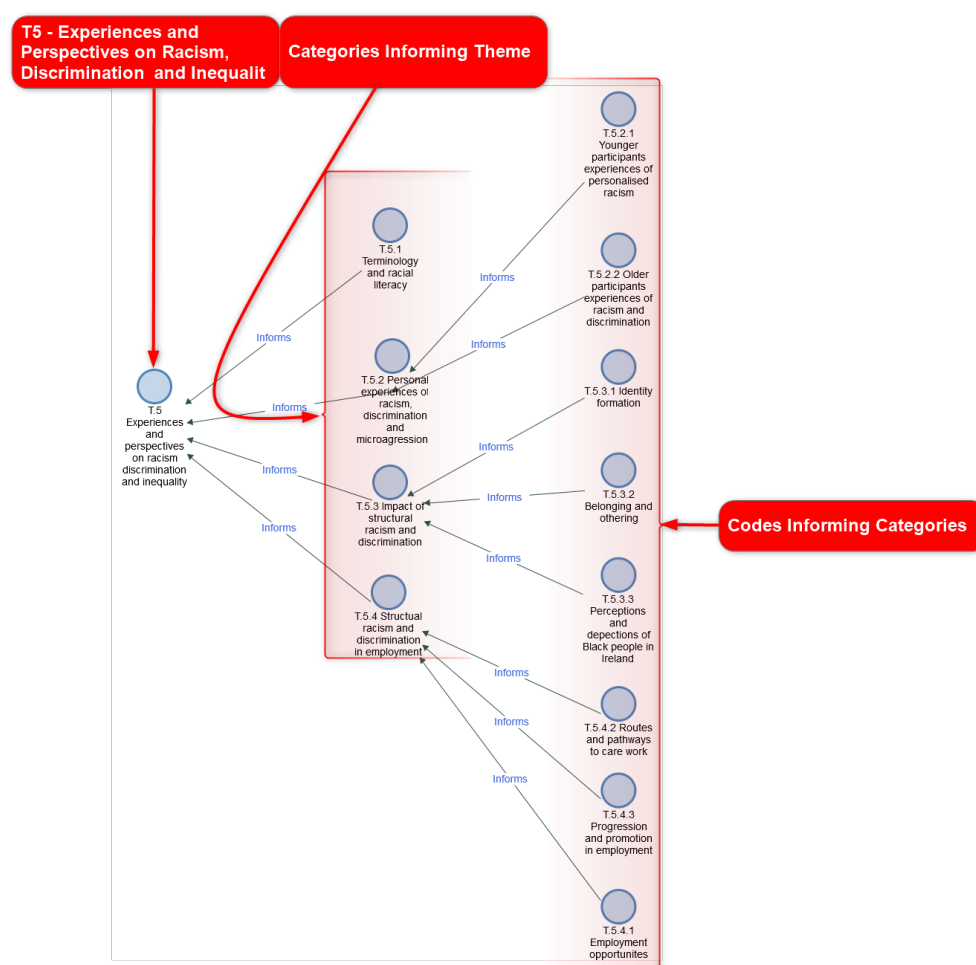 T5 - Experiences and
Perspectives on Racism,
Discrimination and Inequalit
Categories Informing Theme
T.5.2.1
Younger
participants
experiences of
personalised
racism
T.5.1
Terminology
and racial
literacy
Informs
T.5.2.2 Older
participants
experiences of
racism and
discrimination
Informs
Informs
T.5.2 Personal
experiences of
racism,
discrimination
and
microagression
Informs
T.5.3.1 Identity
formation
T.5
Experiences
and
perspectives
on racism
discrimination
and inequality
Informs
T.5.3 Impact of
structural
racism and
discrimination
Informs
T.5.3.2
Belonging and
othering
Informs
Codes Informing Categories
Informs
Informs
T.5.3.3
Perceptions
and
depections of
Black people in
Ireland
T.5.4 Structual
racism and
discrimination
in employment
Informs
T.5.4.2 Routes
and pathways
to care work
Informs
T.5.4.3
Progression
and promotion
in employment
Informs
T.5.4.1
Employment
opportunites